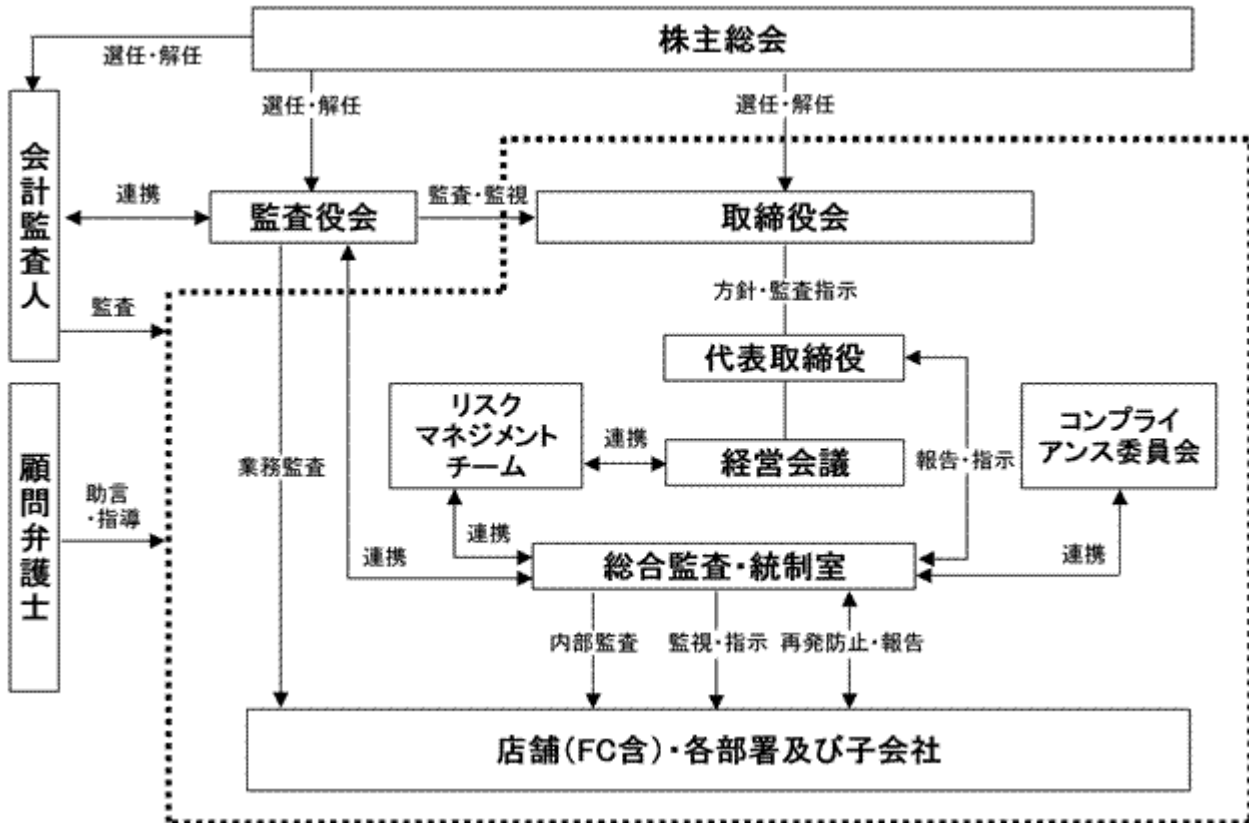 株主総会
選任・解任
選任・解任
選任・解任
会計監査人
連携
監査役会
監査・監視
取締役会
方針・監査指示
監査
代表取締役
リスク
マネジメント
チーム
連携
経営会議
報告・指示
コンプライ
アンス委員会
顧問弁護士
業務監査
助言
・指導
連携
連携
総合監査・統制室
連携
内部監査
監視・指示
再発防止・報告
店舗(FC含)・各部署及び子会社